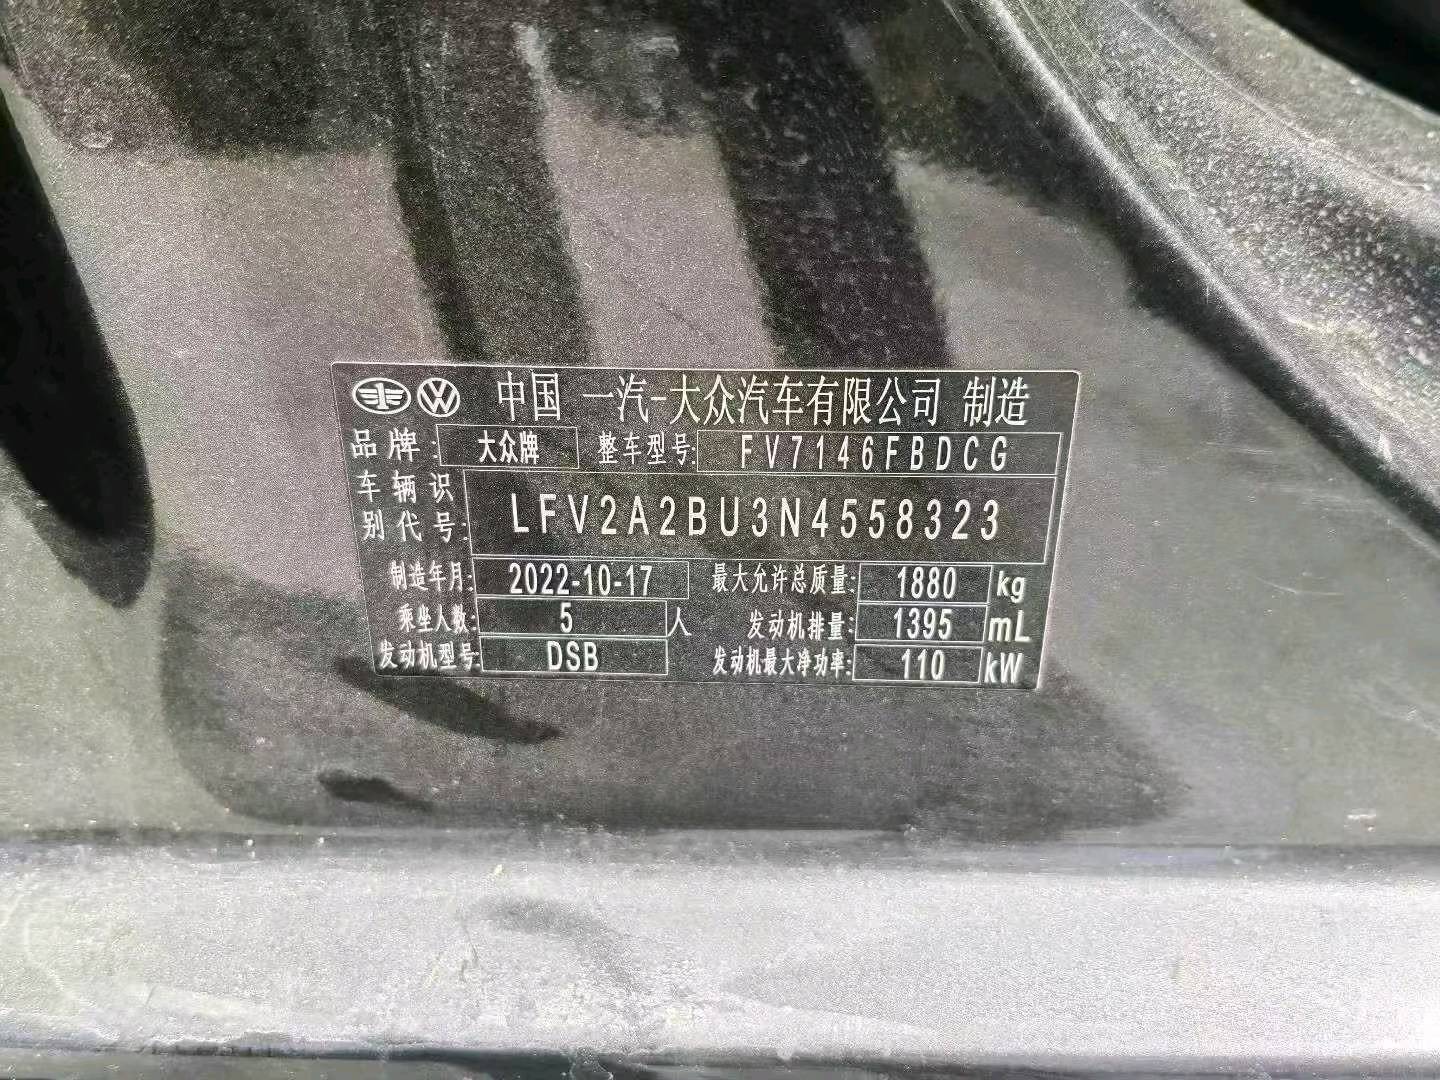 中国 一汽-大众汽车有限公司 制造
品牌: 大众牌 整车型号: FV7146FBDCG
车辆识
别代号: LFV2A2BU3N4558323
制造年月: 2022-10-17 最大允许总质量: 1880 kg
乘坐人数: 5 人 发动机排量: 1395 mL
发动机型号: DSB 发动机最大净功率: 110 kW